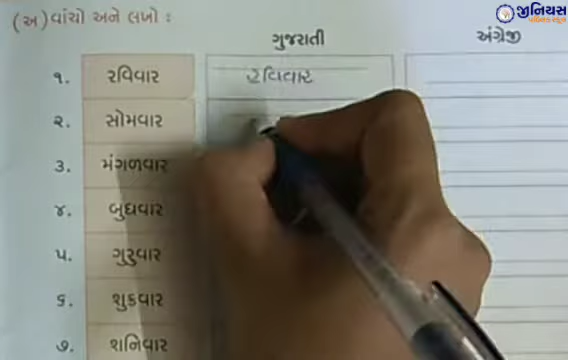 જીનિયસ
(અ) વાંચો અને લખો :
ગુજરાતી અંગ્રેજી
૧. રવિવાર રવિવાર
૨. સોમવાર
૩. મંગળવાર
૪. બુધવાર
૫. ગુરુવાર
૬. શુક્રવાર
૭. શનિવાર